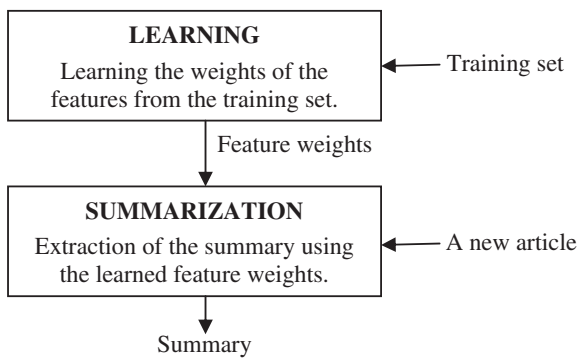 LEARNING
Learning the weights of the
features from the training set.
Training set
Feature weights
SUMMARIZATION
Extraction of the summary using
the learned feature weights.
A new article
Summary